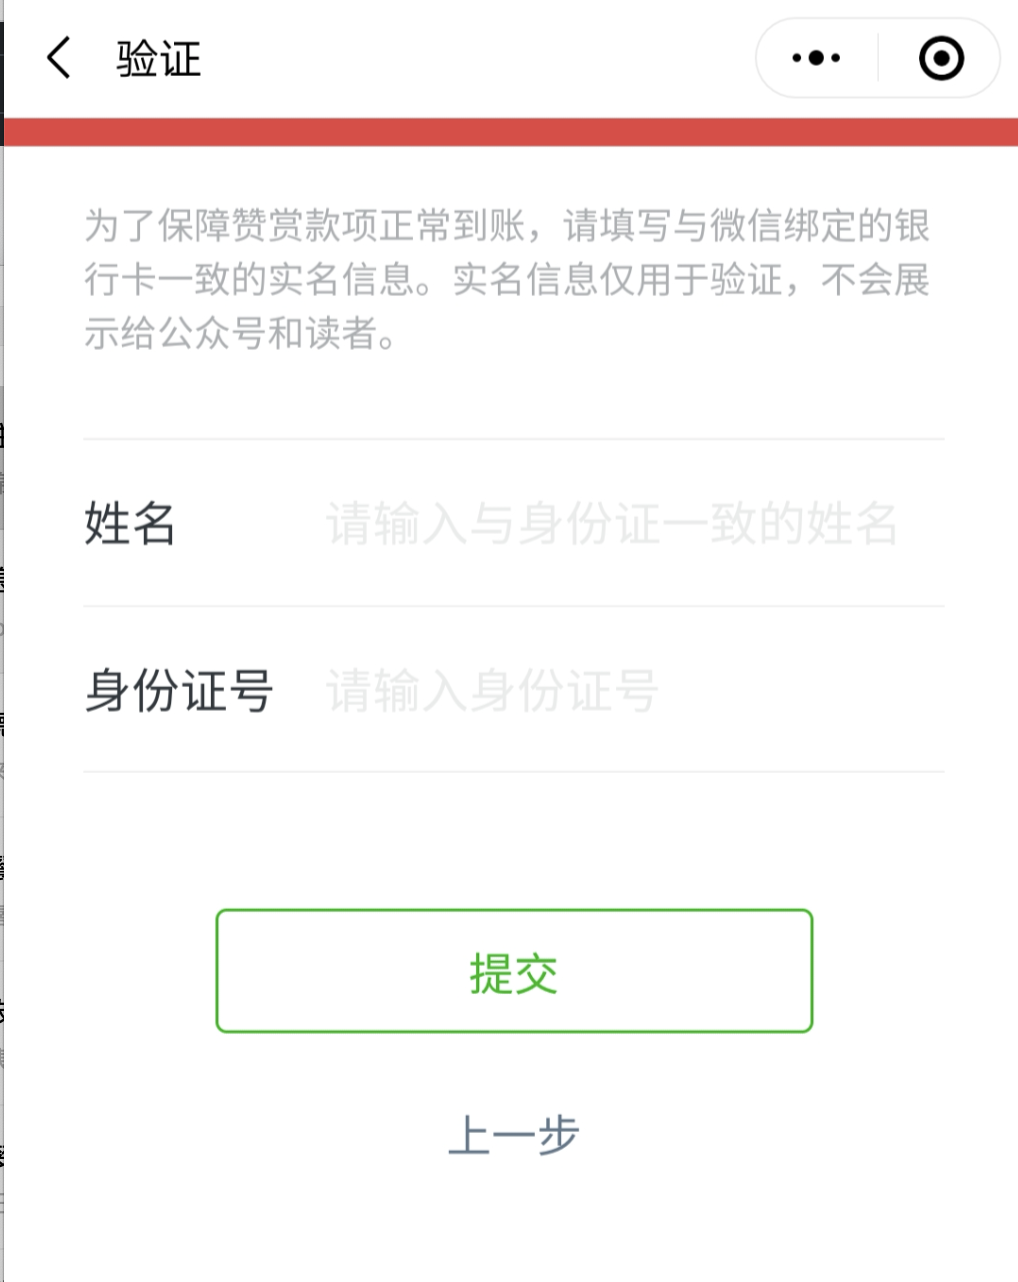 验证
为了保障赞赏款项正常到账，请填写与微信绑定的银
行卡一致的实名信息。实名信息仅用于验证，不会展
示给公众号和读者。
姓名 请输入与身份证一致的姓名
身份证号 请输入身份证号
提交
上一步